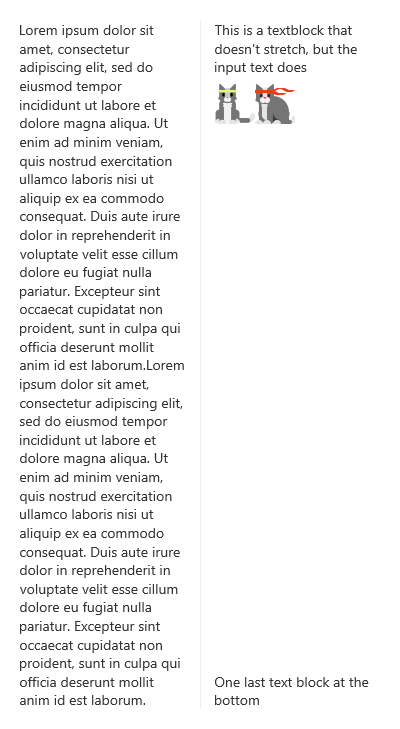 Lorem ipsum dolor sit
amet, consectetur
adipiscing elit, sed do
eiusmod tempor
incididunt ut labore et
dolore magna aliqua. Ut
enim ad minim veniam,
quis nostrud exercitation
ullamco laboris nisi ut
aliquip ex ea commodo
consequat. Duis aute irure
dolor in reprehenderit in
voluptate velit esse cillum
dolore eu fugiat nulla
pariatur. Excepteur sint
occaecat cupidatat non
proident, sunt in culpa qui
officia deserunt mollit
anim id est laborum.Lorem
ipsum dolor sit amet,
consectetur adipiscing elit,
sed do eiusmod tempor
incididunt ut labore et
dolore magna aliqua. Ut
enim ad minim veniam,
quis nostrud exercitation
ullamco laboris nisi ut
aliquip ex ea commodo
consequat. Duis aute irure
dolor in reprehenderit in
voluptate velit esse cillum
dolore eu fugiat nulla
pariatur. Excepteur sint
occaecat cupidatat non
proident, sunt in culpa qui
officia deserunt mollit
anim id est laborum.
This is a textblock that
doesn't stretch, but the
input text does
One last text block at the
bottom